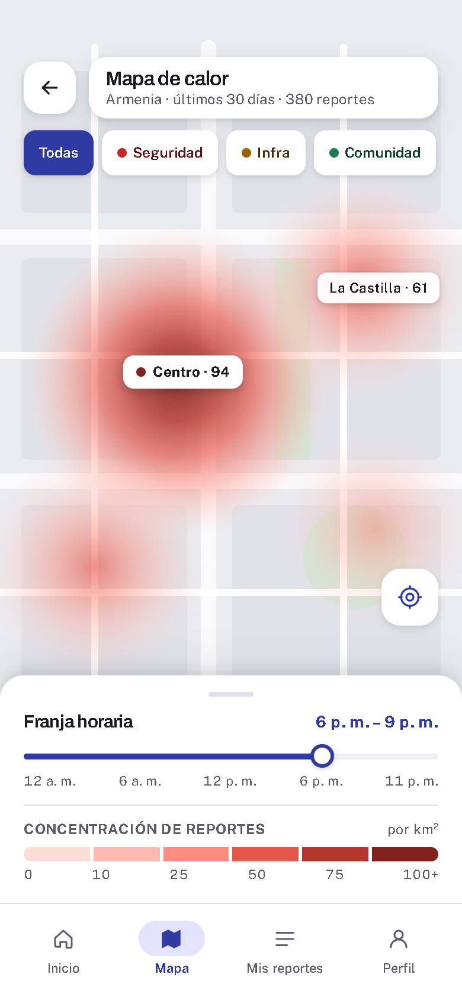 Mapa de calor
Armenia · últimos 30 días · 380 reportes
Todas
Seguridad
Infra
Comunidad
La Castilla · 61
Centro · 94
Franja horaria
6 p. m. – 9 p. m.
12 a. m.
6 a. m.
12 p. m.
6 p. m.
11 p. m.
CONCENTRACIÓN DE REPORTES
por km²
0
10
25
50
75
100+
Inicio
Mapa
Mis reportes
Perfil